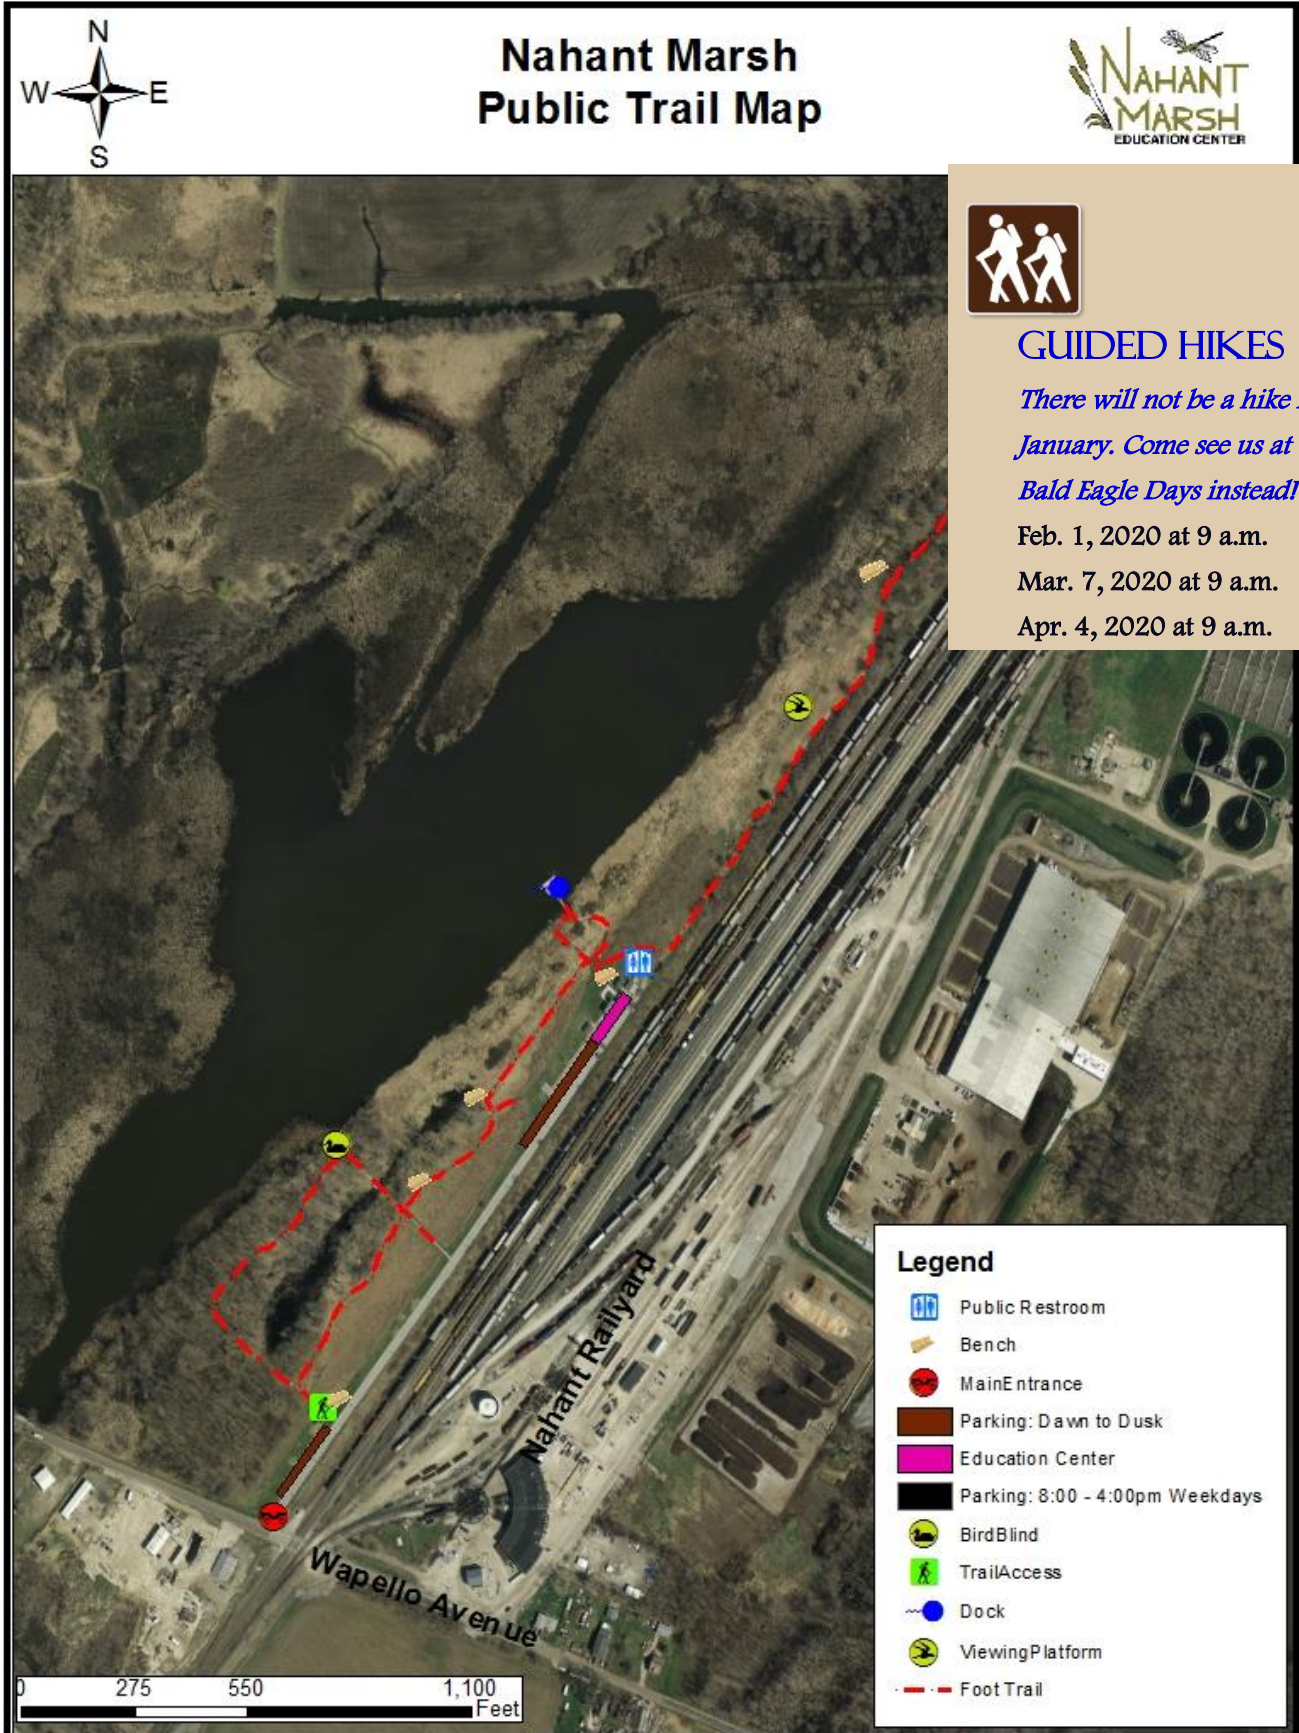 N
W E
S
Nahant Marsh
Public Trail Map
NAHANT
MARSH
EDUCATION CENTER
GUIDED HIKES
There will not be a hike
January. Come see us at
Bald Eagle Days instead!
Feb. 1, 2020 at 9 a.m.
Mar. 7, 2020 at 9 a.m.
Apr. 4, 2020 at 9 a.m.
Nahant Railyard
Wapello Avenue
Legend
Public Restroom
Bench
MainEntrance
Parking: Dawn to Dusk
Education Center
Parking: 8:00 - 4:00pm Weekdays
BirdBlind
TrailAccess
Dock
ViewingPlatform
Foot Trail
0 275 550 1,100
Feet